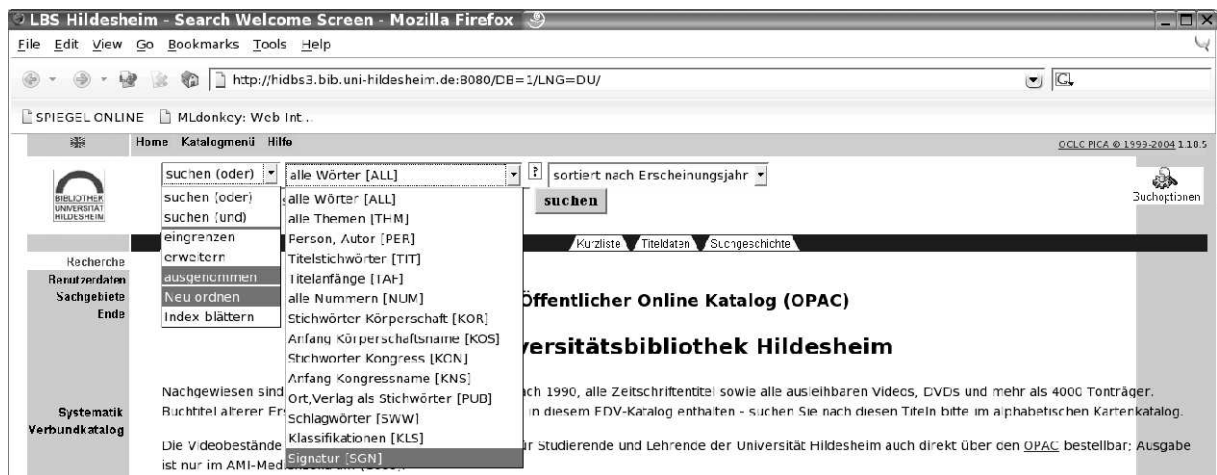 LBS Hildesheim - Search Welcome Screen - Mozilla Firefox
File Edit View Go Bookmarks Tools Help
http://hidbs3.bib.uni-hildesheim.de:8080/DB=1/LNG=DU/
SPIEGEL ONLINE MLdonkey: Web Int...
Home Katalogmenü Hilfe OCLC PICA © 1993-2004 1.10.5
BIBLIOTHEK
UNIVERSITÄT
HILDESHEIM
suchen (oder) alle Wörter [ALL] ? sortiert nach Erscheinungsjahr
suchen
Suchoptionen
suchen (oder)
suchen (und)
eingrenzen
erweitern
ausgenommen
Neu ordnen
Index blättern
alle Wörter [ALL]
alle Themen [THM]
Person, Autor [PER]
Titelstichwörter [TIT]
Titelanfänge [TAF]
alle Nummern [NUM]
Stichwörter Körperschaft [KOR]
Anfang Körperschaftsname [KOS]
Stichwörter Kongress [KON]
Anfang Kongressname [KNS]
Ort,Verlag als Stichwörter [PUB]
Schlagwörter [SWW]
Klassifikationen [KLS]
Signatur [SGN]
Kurzliste Titeldaten Suchgeschichte
Recherche
Benutzerdaten
Sachgebiete
Ende
Systematik
Verbundkatalog
Öffentlicher Online Katalog (OPAC)
versitätsbibliothek Hildesheim
Nachgewiesen sind ach 1990, alle Zeitschriftentitel sowie alle ausleihbaren Videos, DVDs und mehr als 4000 Tonträger.
Buchtitel älterer in diesem EDV-Katalog enthalten - suchen Sie nach diesen Titeln bitte im alphabetischen Kartenkatalog.
Die Videobestände ür Studierende und Lehrende der Universität Hildesheim auch direkt über den OPAC bestellbar; Ausgabe
ist nur im